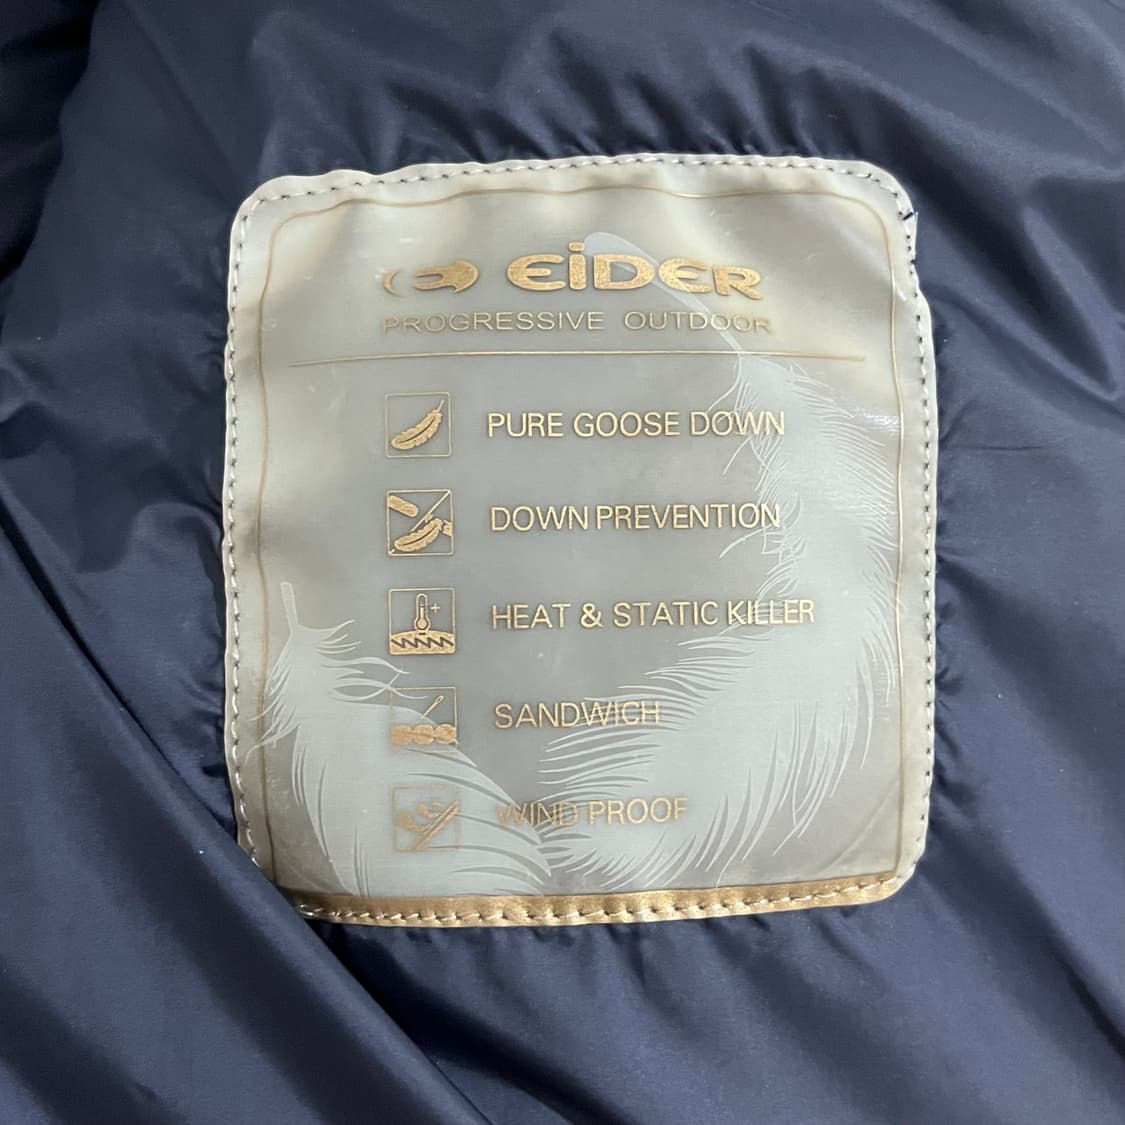 EiDER
PROGRESSIVE OUTDOOR
PURE GOOSE DOWN
DOWN PREVENTION
HEAT & STATIC KILLER
SANDWICH
WIND PROOF